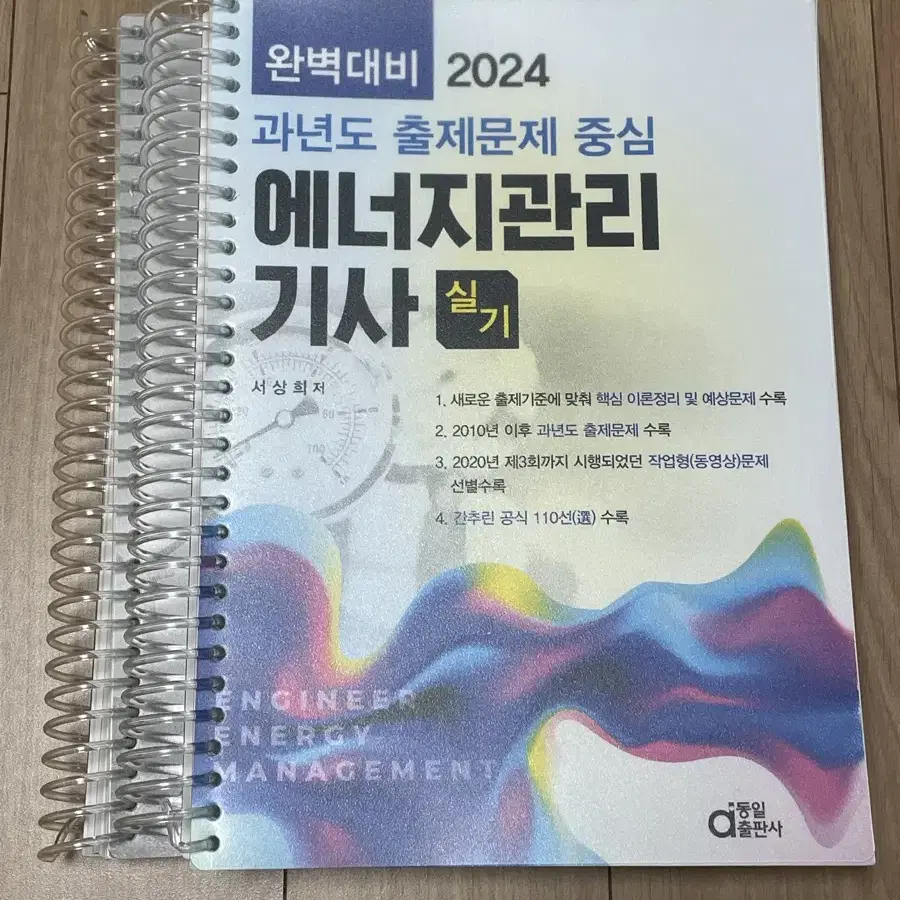 완벽대비 2024
과년도 출제문제 중심
에너지관리
기사 실기
서상희 저
1. 새로운 출제기준에 맞춰 핵심 이론정리 및 예상문제 수록
2. 2010년 이후 과년도 출제문제 수록
3. 2020년 제3회까지 시행되었던 작업형(동영상)문제
선별수록
4. 간추린 공식 110선(選) 수록
ENGINEER
ENERGY
MANAGEMENT
동일
출판사